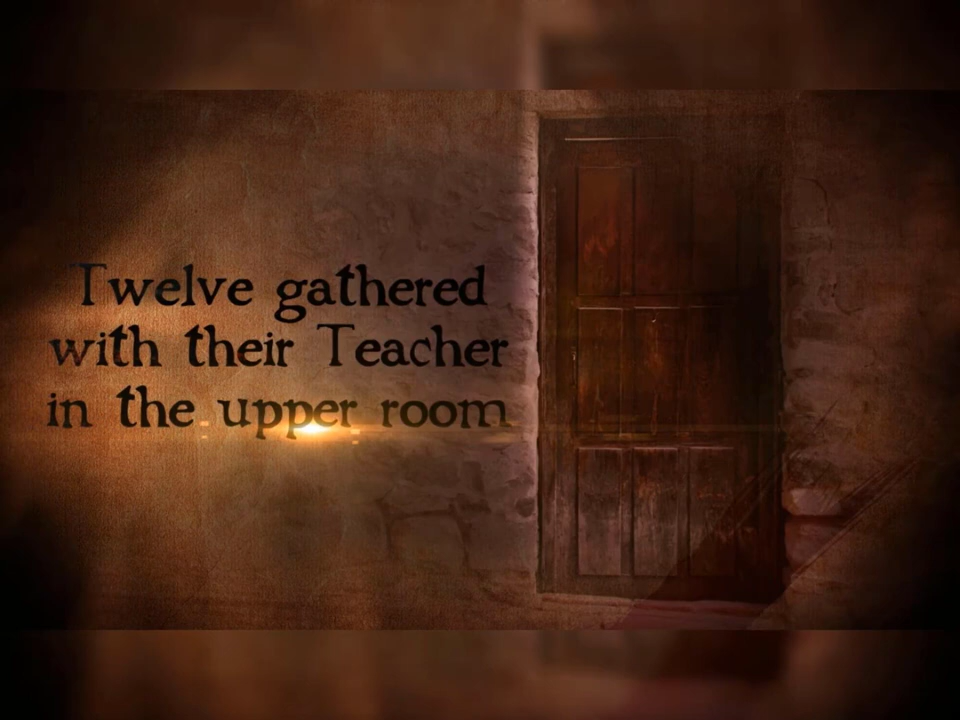 Twelve gathered
with their Teacher
in the upper room